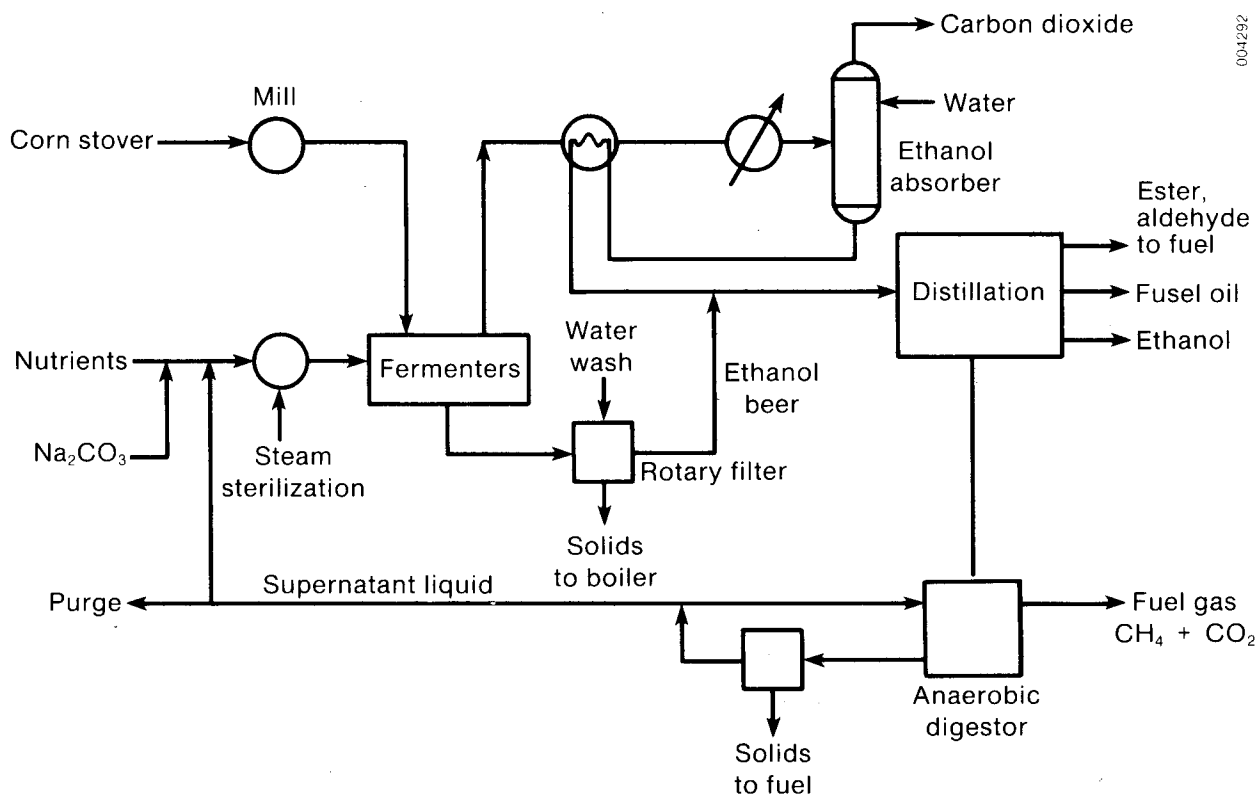 004292
Carbon dioxide
Mill
Water
Corn stover
Ethanol
absorber
Ester,
aldehyde
to fuel
Distillation
Fusel oil
Ethanol
Water
wash
Nutrients
Fermenters
Ethanol
beer
Na₂CO₃
Steam
sterilization
Rotary filter
Solids
to boiler
Supernatant liquid
Purge
Fuel gas
CH₄ + CO₂
Anaerobic
digestor
Solids
to fuel